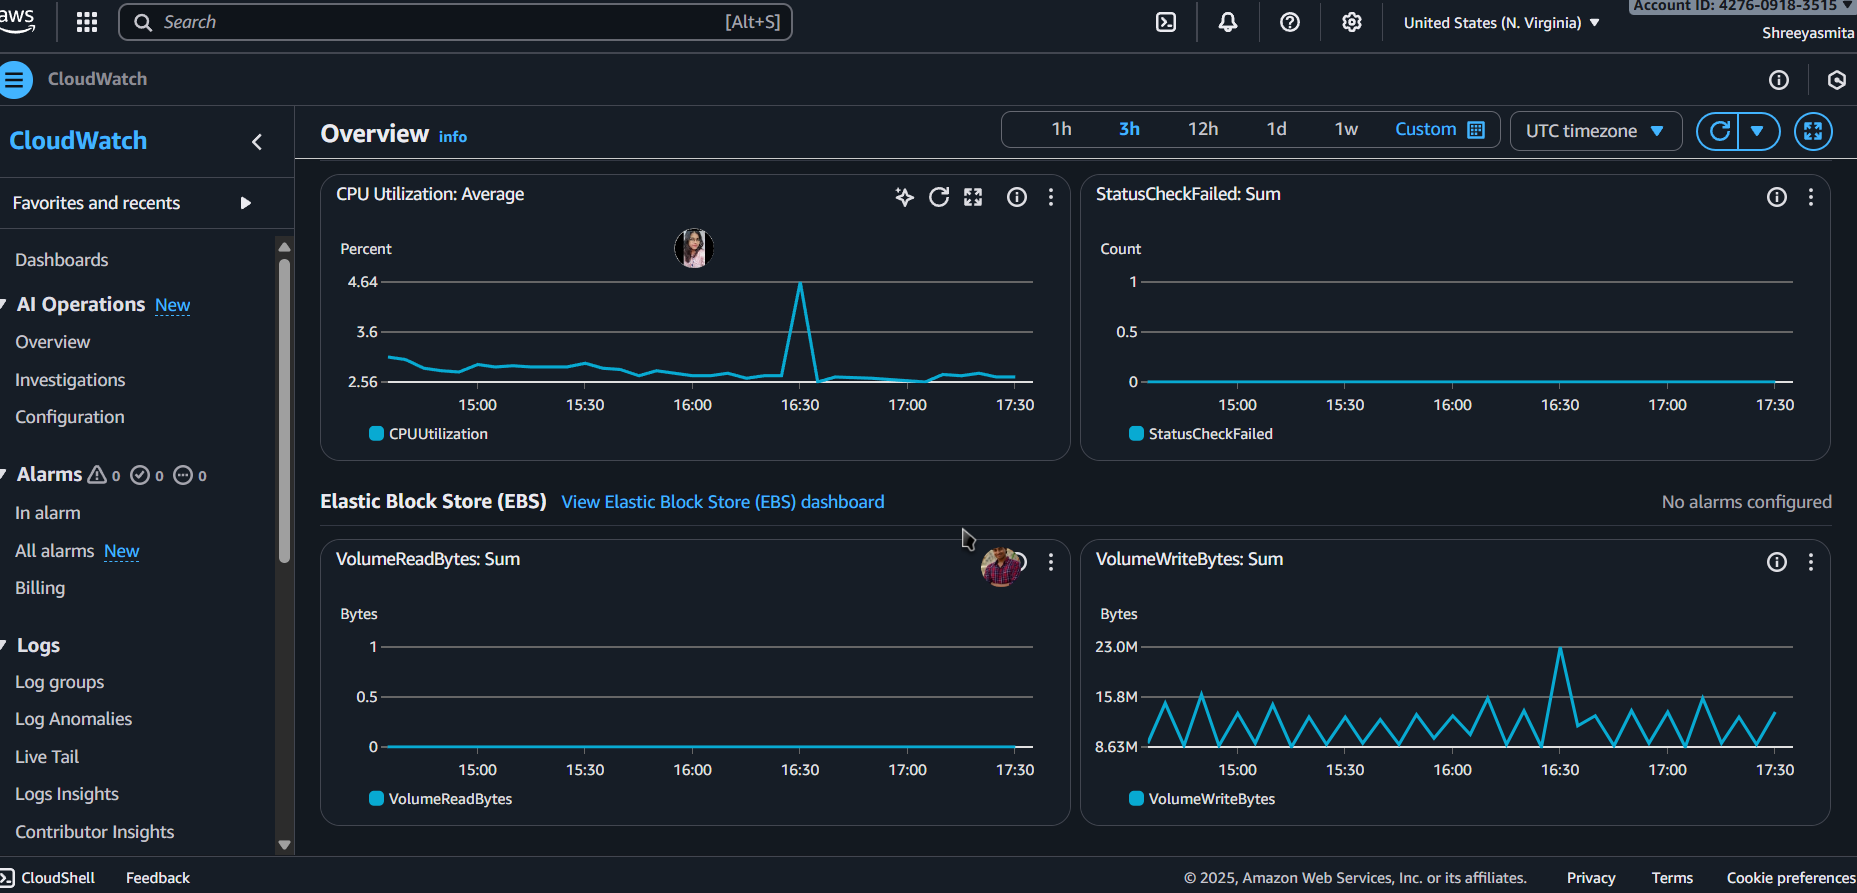 aws
Search
[Alt+S]
United States (N. Virginia)
Account ID: 4276-0918-3515
Shreeyasmita
CloudWatch
CloudWatch
Favorites and recents
Dashboards
AI Operations New
Overview
Investigations
Configuration
Alarms 0 0 0
In alarm
All alarms New
Billing
Logs
Log groups
Log Anomalies
Live Tail
Logs Insights
Contributor Insights
Overview info
1h 3h 12h 1d 1w Custom
UTC timezone
CPU Utilization: Average
Percent
4.64
3.6
2.56
15:00 15:30 16:00 16:30 17:00 17:30
CPUUtilization
StatusCheckFailed: Sum
Count
1
0.5
0
15:00 15:30 16:00 16:30 17:00 17:30
StatusCheckFailed
Elastic Block Store (EBS) View Elastic Block Store (EBS) dashboard
No alarms configured
VolumeReadBytes: Sum
Bytes
1
0.5
0
15:00 15:30 16:00 16:30 17:00 17:30
VolumeReadBytes
VolumeWriteBytes: Sum
Bytes
23.0M
15.8M
8.63M
15:00 15:30 16:00 16:30 17:00 17:30
VolumeWriteBytes
CloudShell Feedback
© 2025, Amazon Web Services, Inc. or its affiliates. Privacy Terms Cookie preferences